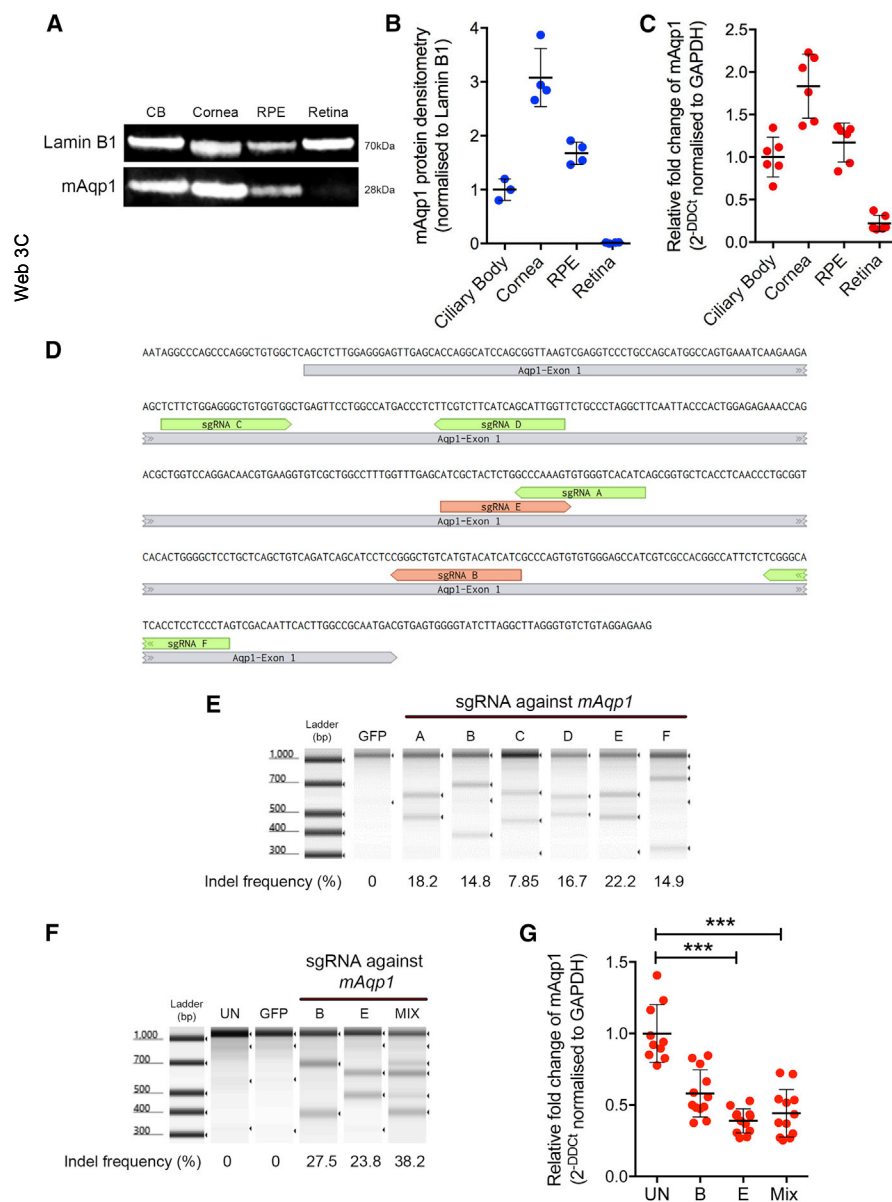 A
CB Cornea RPE Retina
Lamin B1
70kDa
mAqp1
28kDa
B
mAqp1 protein densitometry
(normalised to Lamin B1)
4
3
2
1
0
Ciliary Body
Cornea
RPE
Retina
C
Relative fold change of mAqp1
(2-DDCt normalised to GAPDH)
2.5
2.0
1.5
1.0
0.5
0.0
Ciliary Body
Cornea
RPE
Retina
Web 3C
D
AATAGGCCCAGCCCAGGCTGTGGCTCAGCTCTTGGAGGGAGTTGAGCACCAGGCATCCAGCGGTTAAGTCGAGGTCCCTGCCAGCATGGCCAGTGAAATCAAGAAGA
Aqp1-Exon 1
AGCTCTTCTGGAGGGCTGTGGTGGCTGAGTTCCTGGCCATGACCCTCTTCGTCTTCATCAGCATTGGTTCTGCCCTAGGCTTCAATTACCCACTGGAGAGAAACCAG
sgRNA C
sgRNA D
Aqp1-Exon 1
ACGCTGGTCCAGGACAACGTGAAGGTGTCGCTGGCCTTTGGTTTGAGCATCGCTACTCTGGCCCAAAGTGTGGGTCACATCAGCGGTGCTCACCTCAACCCTGCGGT
sgRNA A
sgRNA E
Aqp1-Exon 1
CACACTGGGGCTCCTGCTCAGCTGTCAGATCAGCATCCTCCGGGCTGTCATGTACATCATCGCCCAGTGTGTGGGAGCCATCGTCGCCACGGCCATTCTCTCGGGCA
sgRNA B
Aqp1-Exon 1
TCACCTCCTCCCTAGTCGACAATTCACTTGGCCGCAATGACGTGAGTGGGGTATCTTAGGCTTAGGGTGTCTGTAGGAGAAG
sgRNA F
Aqp1-Exon 1
E
sgRNA against mAqp1
Ladder
(bp)
GFP A B C D E F
1,000
700
500
400
300
Indel frequency (%) 0 18.2 14.8 7.85 16.7 22.2 14.9
F
sgRNA against
mAqp1
Ladder
(bp)
UN GFP B E MIX
1,000
700
500
400
300
Indel frequency (%) 0 0 27.5 23.8 38.2
G
Relative fold change of mAqp1
(2-DDCt normalised to GAPDH)
***
***
1.5
1.0
0.5
0.0
UN B E Mix